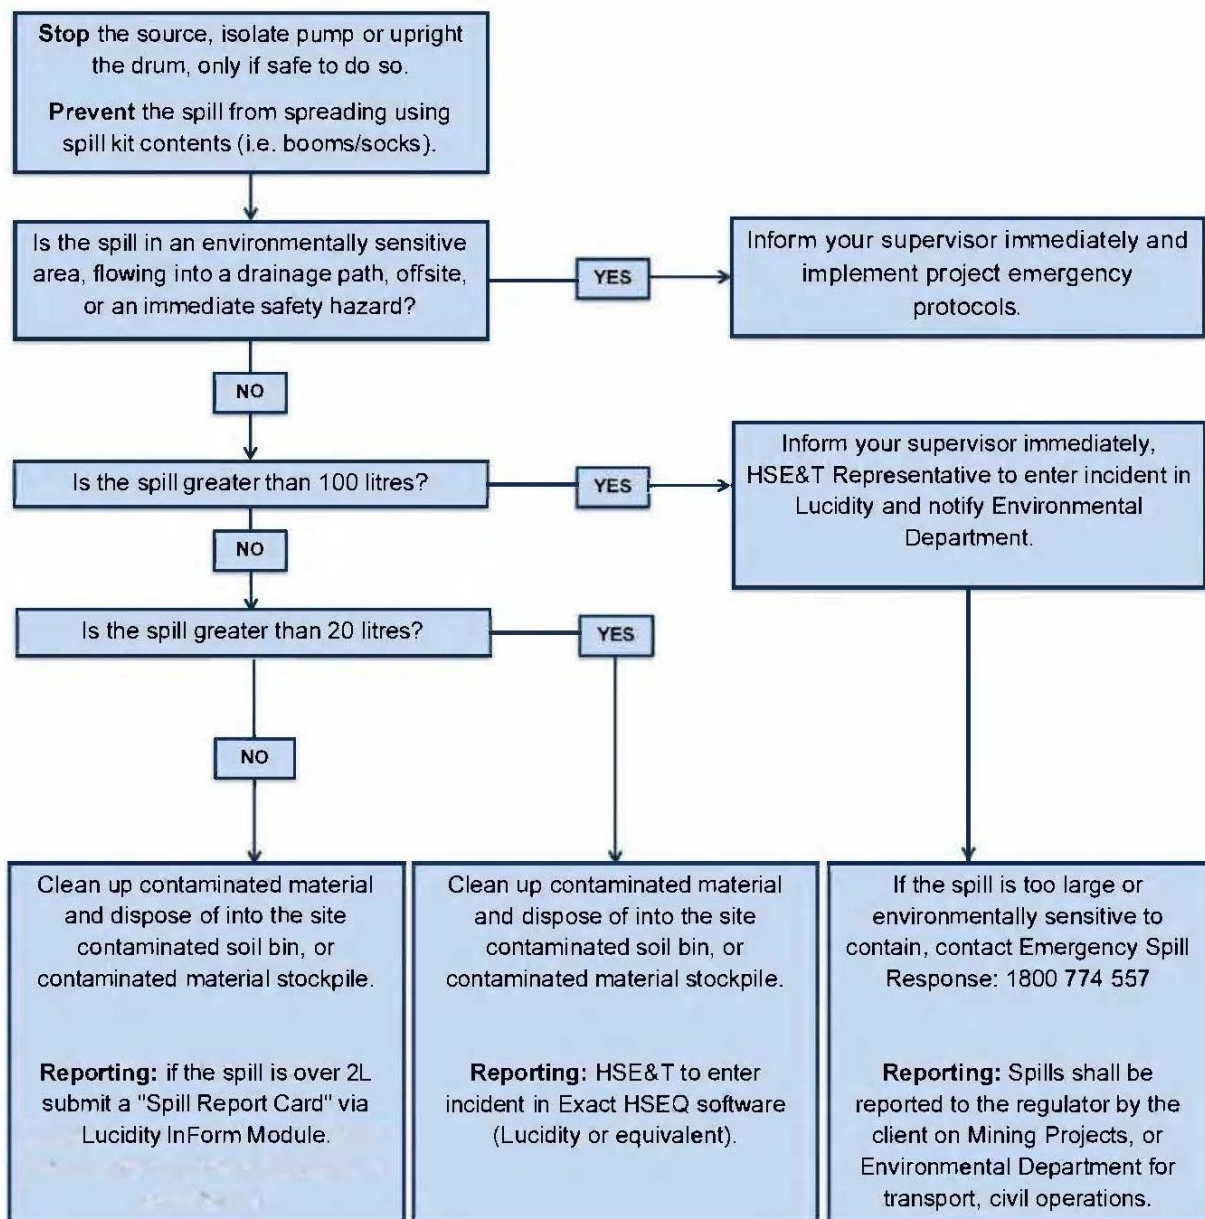 Stop the source, isolate pump or upright
the drum, only if safe to do so.
Prevent the spill from spreading using
spill kit contents (i.e. booms/socks).
Is the spill in an environmentally sensitive
area, flowing into a drainage path, offsite,
or an immediate safety hazard?
YES
Inform your supervisor immediately and
implement project emergency
protocols.
NO
Is the spill greater than 100 litres?
YES
Inform your supervisor immediately,
HSE&T Representative to enter incident in
Lucidity and notify Environmental
Department.
NO
Is the spill greater than 20 litres?
YES
NO
Clean up contaminated material
and dispose of into the site
contaminated soil bin, or
contaminated material stockpile.
Reporting: if the spill is over 2L
submit a "Spill Report Card" via
Lucidity InForm Module.
Clean up contaminated material
and dispose of into the site
contaminated soil bin, or
contaminated material stockpile.
Reporting: HSE&T to enter
incident in Exact HSEQ software
(Lucidity or equivalent).
If the spill is too large or
environmentally sensitive to
contain, contact Emergency Spill
Response: 1800 774 557
Reporting: Spills shall be
reported to the regulator by the
client on Mining Projects, or
Environmental Department for
transport, civil operations.